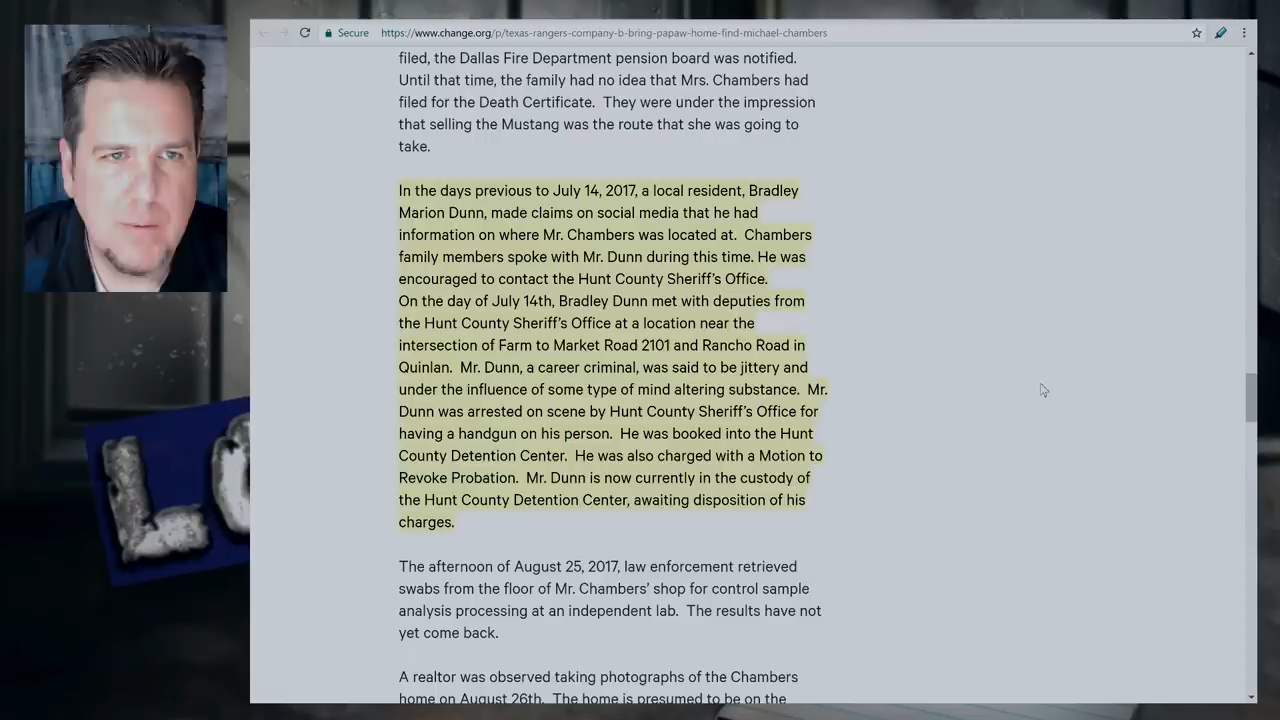 Secure https://www.change.org/p/texas-rangers-company-b-bring-papaw-home-find-michael-chambers
filed, the Dallas Fire Department pension board was notified.
Until that time, the family had no idea that Mrs. Chambers had
filed for the Death Certificate.  They were under the impression
that selling the Mustang was the route that she was going to
take.
In the days previous to July 14, 2017, a local resident, Bradley
Marion Dunn, made claims on social media that he had
information on where Mr. Chambers was located at.  Chambers
family members spoke with Mr. Dunn during this time. He was
encouraged to contact the Hunt County Sheriff’s Office.
On the day of July 14th, Bradley Dunn met with deputies from
the Hunt County Sheriff’s Office at a location near the
intersection of Farm to Market Road 2101 and Rancho Road in
Quinlan.  Mr. Dunn, a career criminal, was said to be jittery and
under the influence of some type of mind altering substance.  Mr.
Dunn was arrested on scene by Hunt County Sheriff’s Office for
having a handgun on his person.  He was booked into the Hunt
County Detention Center.  He was also charged with a Motion to
Revoke Probation.  Mr. Dunn is now currently in the custody of
the Hunt County Detention Center, awaiting disposition of his
charges.
LO
The afternoon of August 25, 2017, law enforcement retrieved
swabs from the floor of Mr. Chambers’ shop for control sample
analysis processing at an independent lab.  The results have not
yet come back.
A realtor was observed taking photographs of the Chambers
home on August 26th.  The home is presumed to be on the